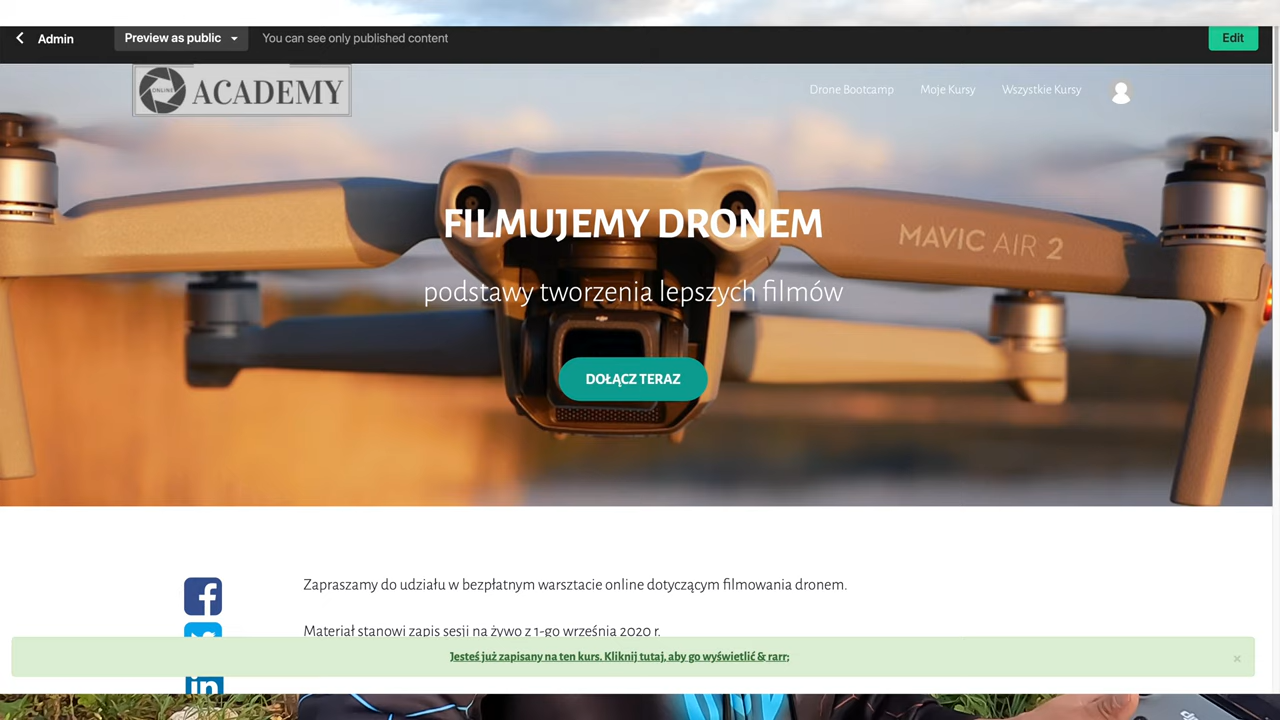 Admin
Preview as public
You can see only published content
Edit
ONLINE
ACADEMY
Drone Bootcamp
Moje Kursy
Wszystkie Kursy
FILMUJEMY DRONEM
MAVIC AIR 2
podstawy tworzenia lepszych filmów
DOŁĄCZ TERAZ
Zapraszamy do udziału w bezpłatnym warsztacie online dotyczącym filmowania dronem.
Materiał stanowi zapis sesji na żywo z 1-go września 2020 r.
Jesteś już zapisany na ten kurs. Kliknij tutaj, aby go wyświetlić & rarr;